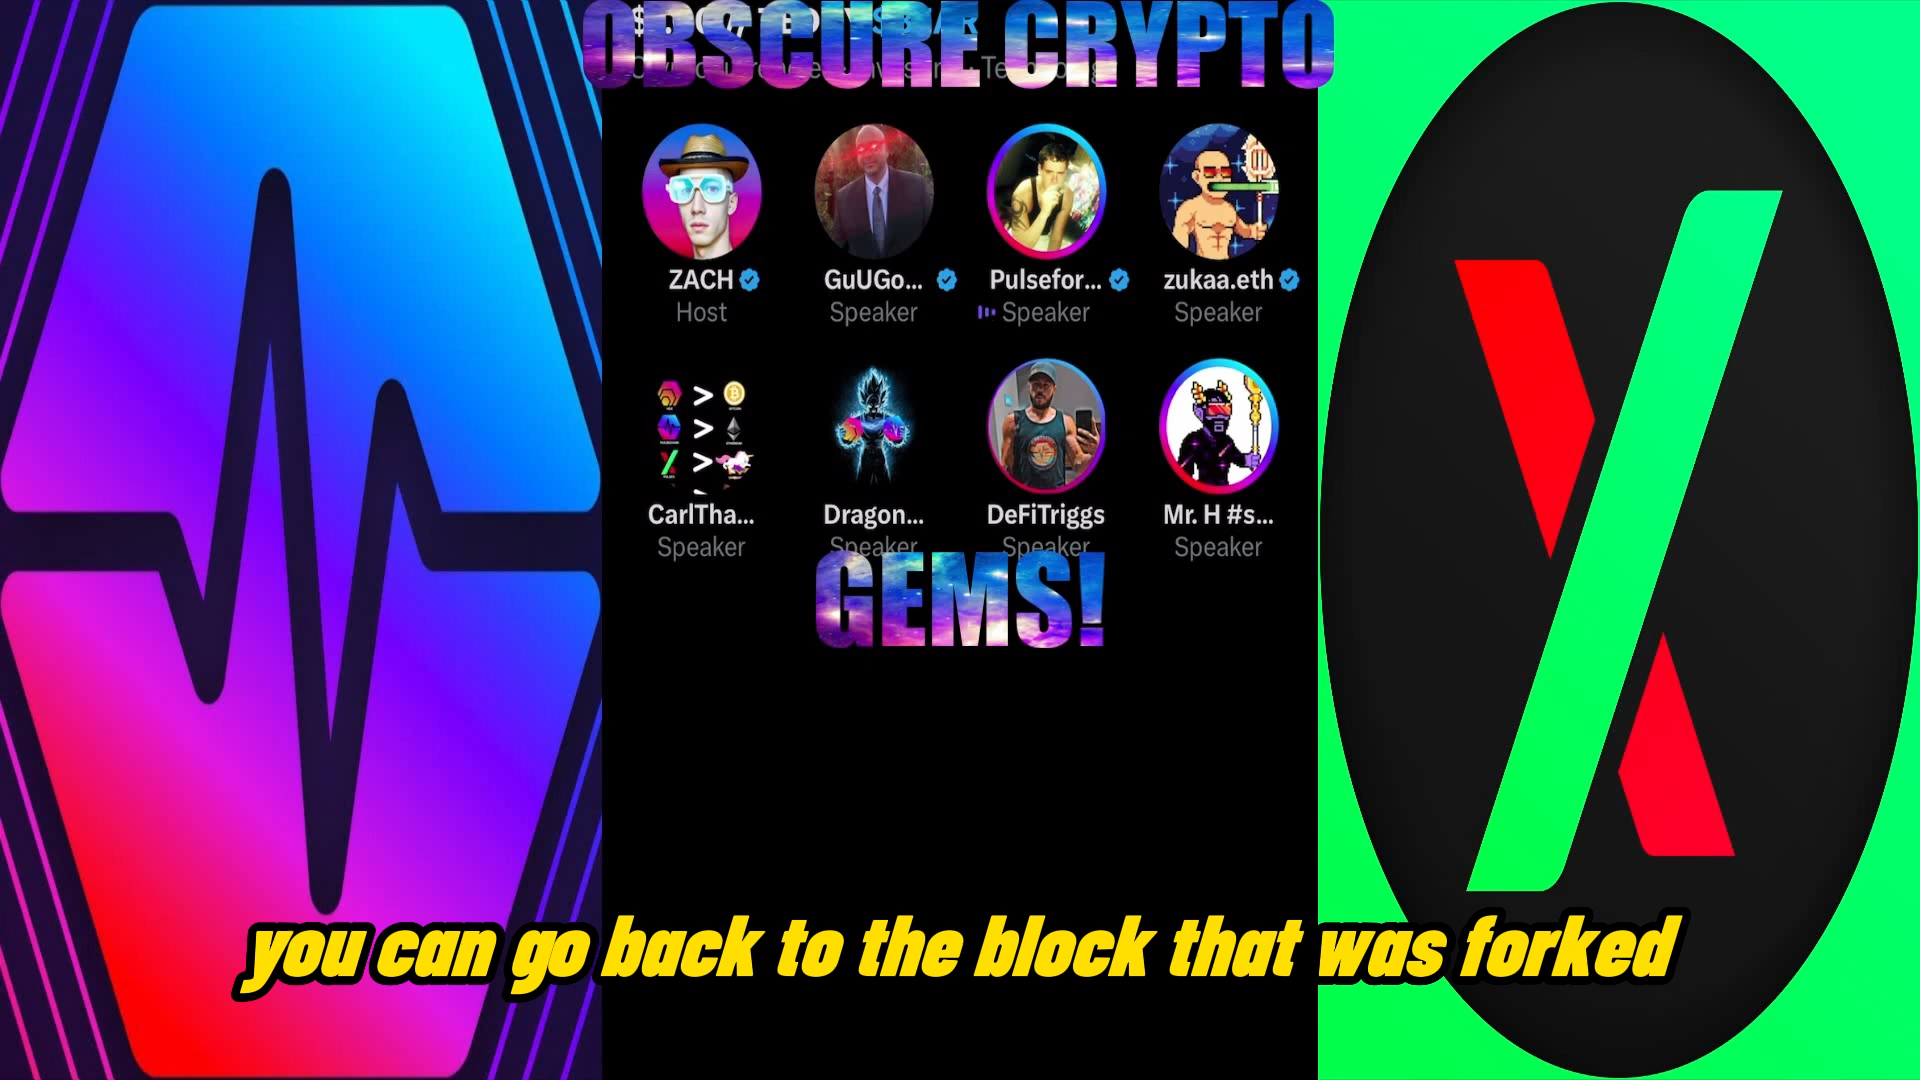 OBSCURE CRYPTO
ZACH GuUGo... Pulsefor... zukaa.eth
Host Speaker Speaker Speaker
CarlTha... Dragon... DeFiTriggs Mr. H #s...
Speaker Speaker Speaker Speaker
GEMS!
you can go back to the block that was forked